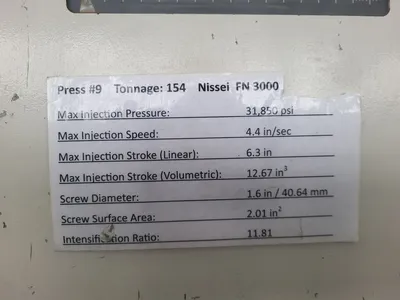 Press #9 Tonnage: 154 Nissei FN 3000
Max Injection Pressure: 31,850 psi
Max Injection Speed: 4.4 in/sec
Max Injection Stroke (Linear): 6.3 in
Max Injection Stroke (Volumetric): 12.67 in³
Screw Diameter: 1.6 in / 40.64 mm
Screw Surface Area: 2.01 in²
Ratio: 11.81